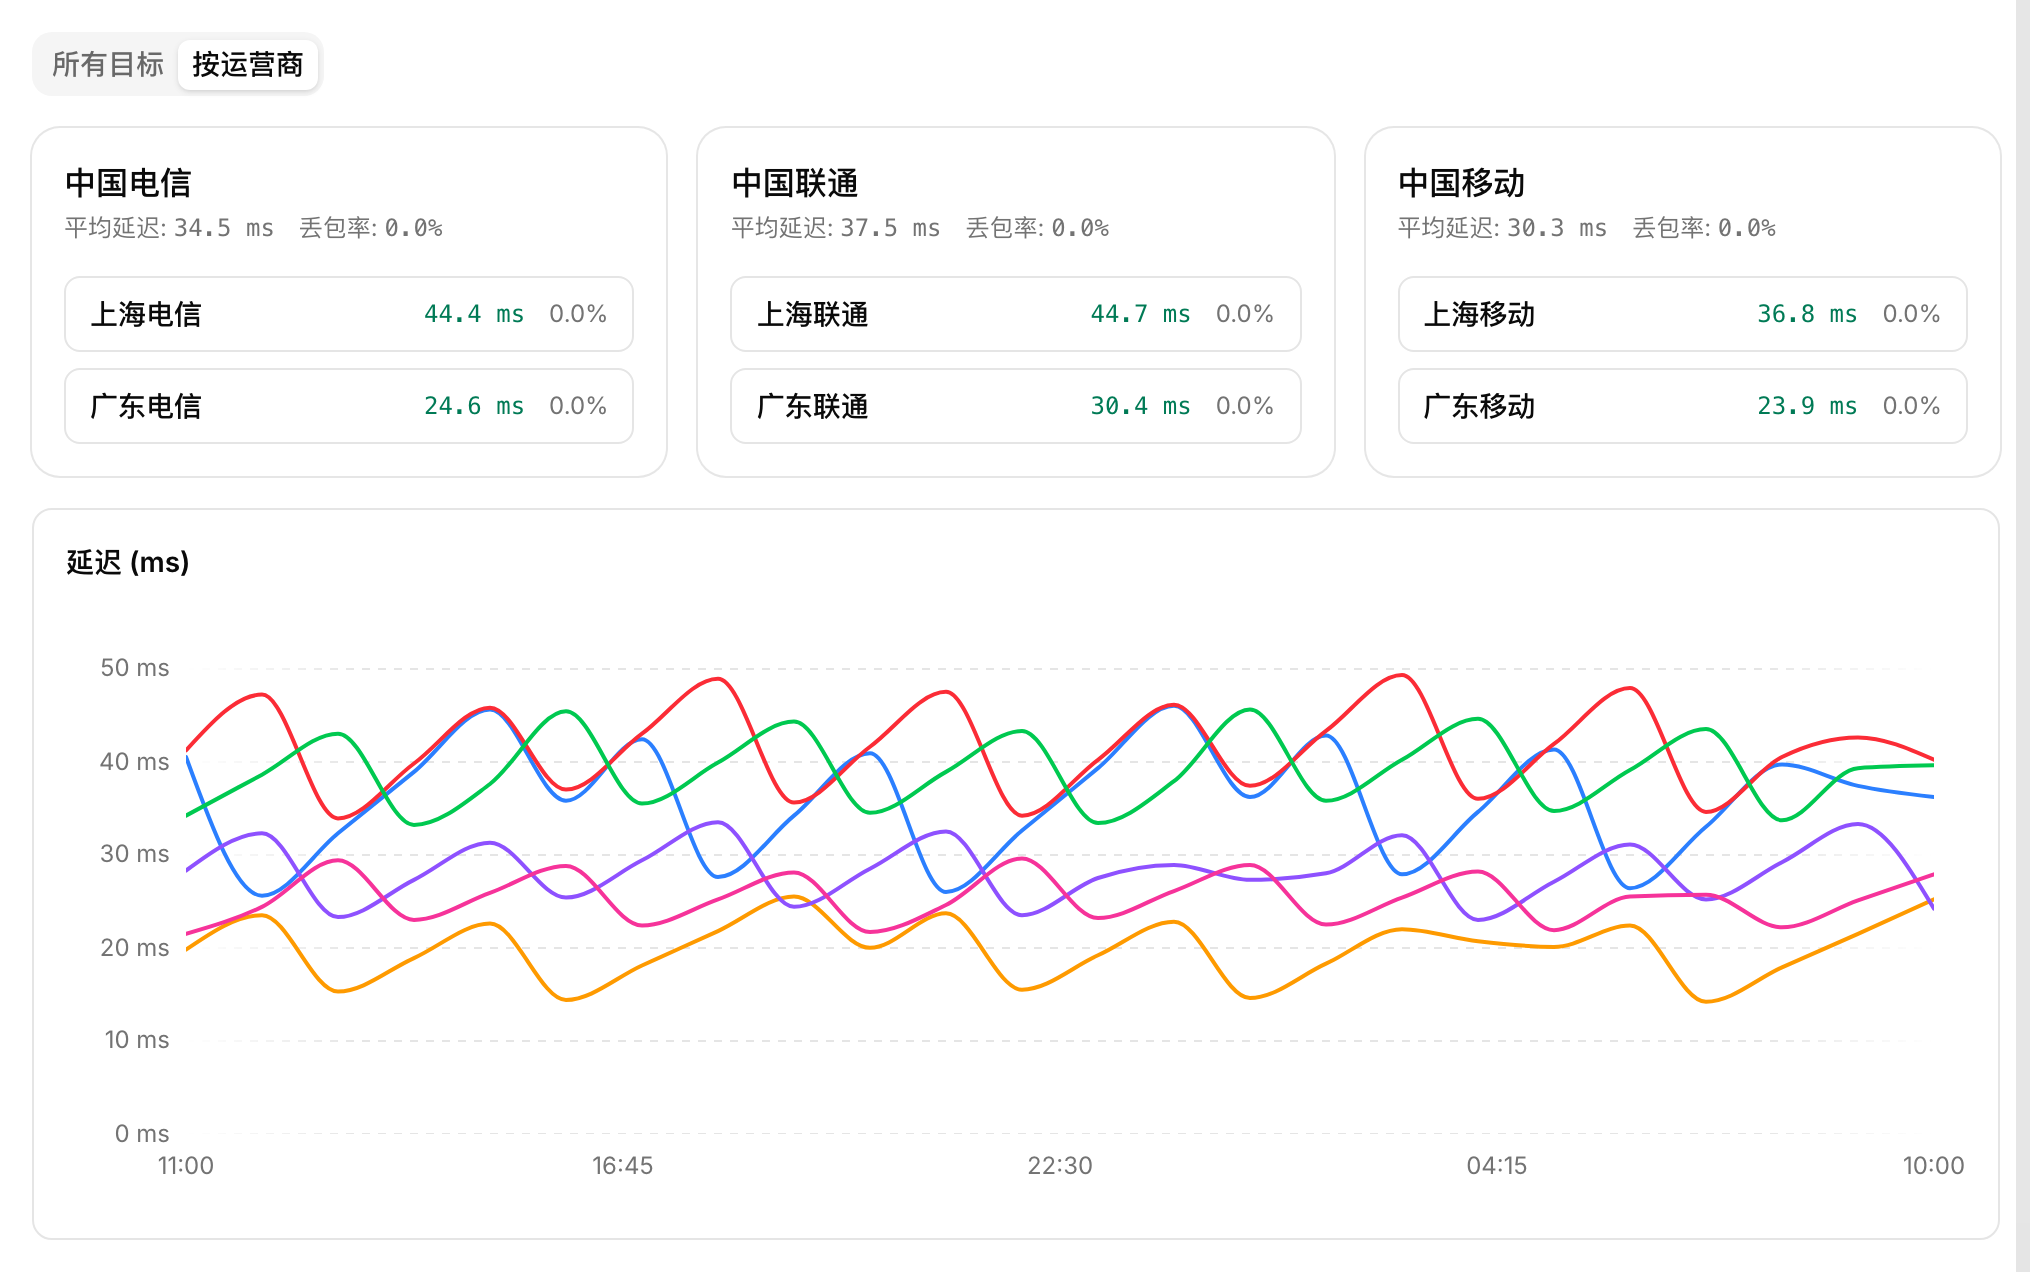 所有目标 按运营商
中国电信
平均延迟: 34.5 ms 丢包率: 0.0%
上海电信 44.4 ms 0.0%
广东电信 24.6 ms 0.0%
中国联通
平均延迟: 37.5 ms 丢包率: 0.0%
上海联通 44.7 ms 0.0%
广东联通 30.4 ms 0.0%
中国移动
平均延迟: 30.3 ms 丢包率: 0.0%
上海移动 36.8 ms 0.0%
广东移动 23.9 ms 0.0%
延迟 (ms)
50 ms
40 ms
30 ms
20 ms
10 ms
0 ms
11:00 16:45 22:30 04:15 10:00